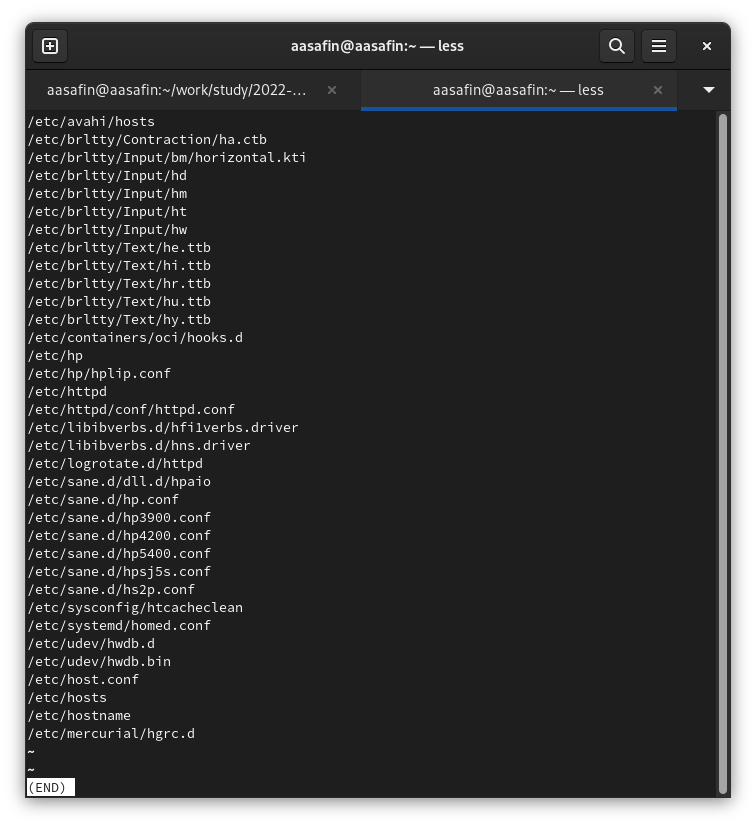 aasafin@aasafin:~ — less
aasafin@aasafin:~/work/study/2022-...
aasafin@aasafin:~ — less
/etc/avahi/hosts
/etc/brltty/Contraction/ha.ctb
/etc/brltty/Input/bm/horizontal.kti
/etc/brltty/Input/hd
/etc/brltty/Input/hm
/etc/brltty/Input/ht
/etc/brltty/Input/hw
/etc/brltty/Text/he.ttb
/etc/brltty/Text/hi.ttb
/etc/brltty/Text/hr.ttb
/etc/brltty/Text/hu.ttb
/etc/brltty/Text/hy.ttb
/etc/containers/oci/hooks.d
/etc/hp
/etc/hp/hplip.conf
/etc/httpd
/etc/httpd/conf/httpd.conf
/etc/libibverbs.d/hfi1verbs.driver
/etc/libibverbs.d/hns.driver
/etc/logrotate.d/httpd
/etc/sane.d/dll.d/hpaio
/etc/sane.d/hp.conf
/etc/sane.d/hp3900.conf
/etc/sane.d/hp4200.conf
/etc/sane.d/hp5400.conf
/etc/sane.d/hpsj5s.conf
/etc/sane.d/hs2p.conf
/etc/sysconfig/htcacheclean
/etc/systemd/homed.conf
/etc/udev/hwdb.d
/etc/udev/hwdb.bin
/etc/host.conf
/etc/hosts
/etc/hostname
/etc/mercurial/hgrc.d
~
~
(END)